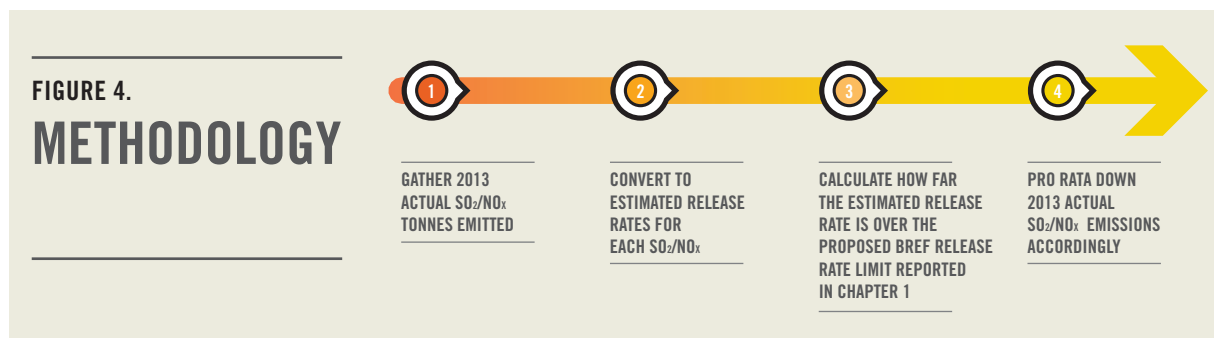 FIGURE 4.
METHODOLOGY
1
2
3
4
GATHER 2013
ACTUAL SO₂/NOₓ
TONNES EMITTED
CONVERT TO
ESTIMATED RELEASE
RATES FOR
EACH SO₂/NOₓ
CALCULATE HOW FAR
THE ESTIMATED RELEASE
RATE IS OVER THE
PROPOSED BREF RELEASE
RATE LIMIT REPORTED
IN CHAPTER 1
PRO RATA DOWN
2013 ACTUAL
SO₂/NOₓ EMISSIONS
ACCORDINGLY